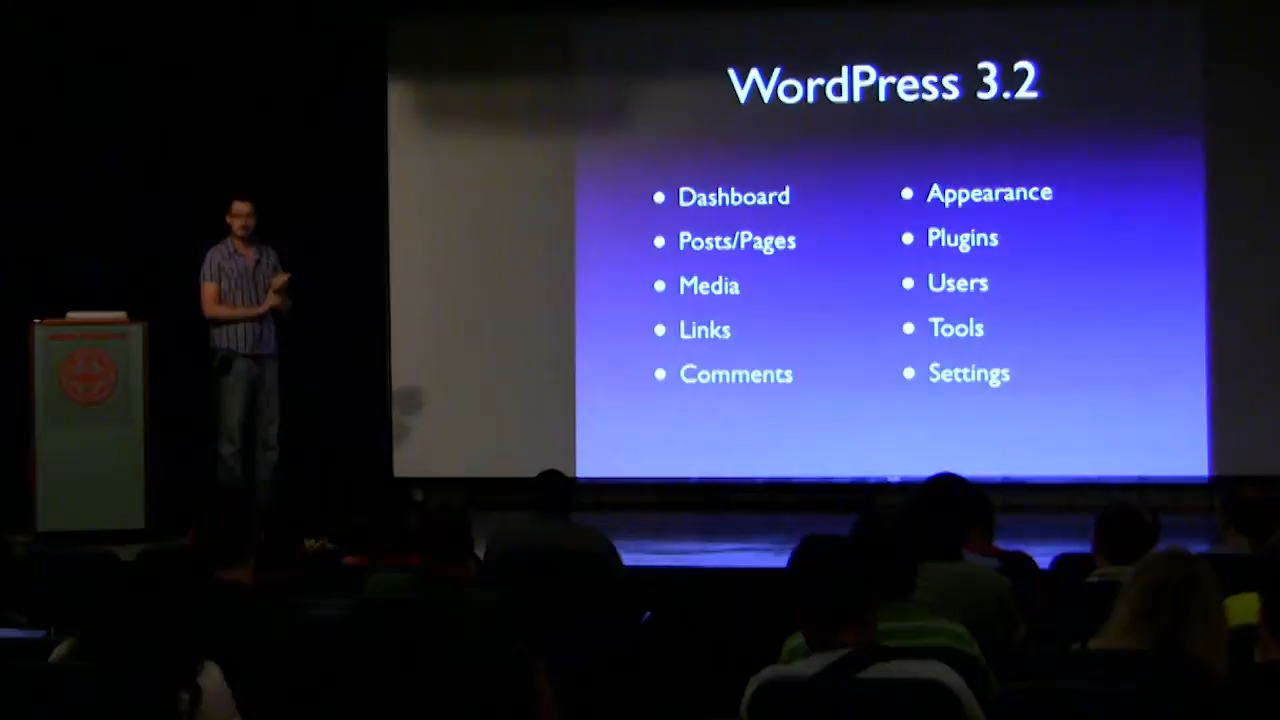 WordPress 3.2
• Dashboard
• Posts/Pages
• Media
• Links
• Comments
• Appearance
• Plugins
• Users
• Tools
• Settings